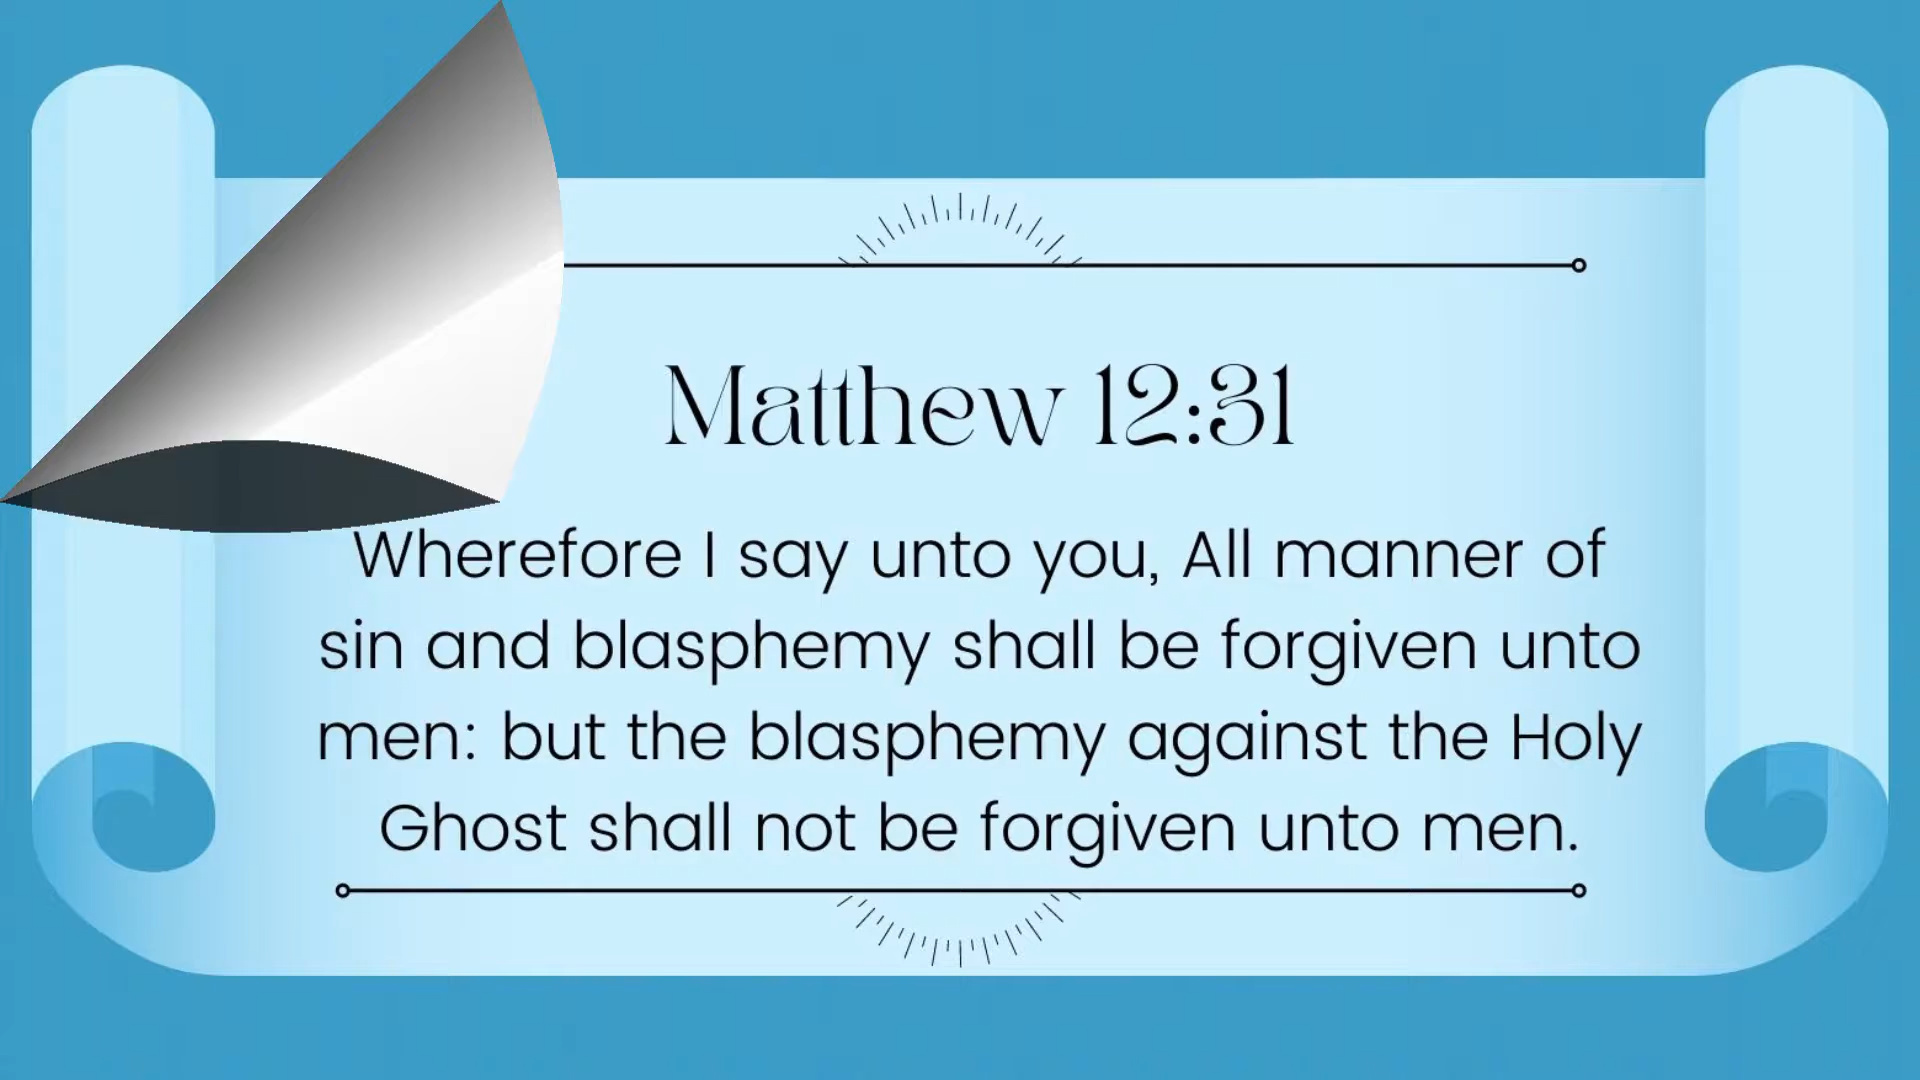 Matthew 12:31
Wherefore I say unto you, All manner of
sin and blasphemy shall be forgiven unto
men: but the blasphemy against the Holy
Ghost shall not be forgiven unto men.